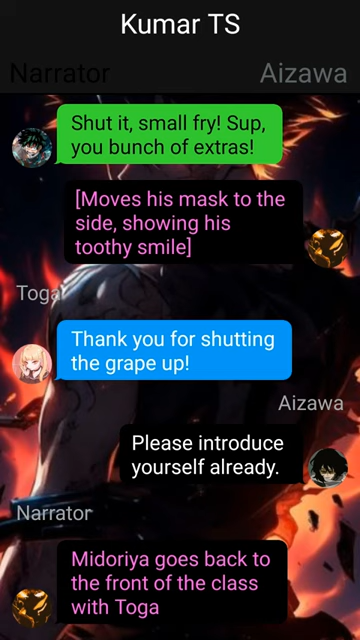 Kumar TS
Narrator
Aizawa
Shut it, small fry! Sup,
you bunch of extras!
[Moves his mask to the
side, showing his
toothy smile]
Toga
Thank you for shutting
the grape up!
Aizawa
Please introduce
yourself already.
Narrator
Midoriya goes back to
the front of the class
with Toga